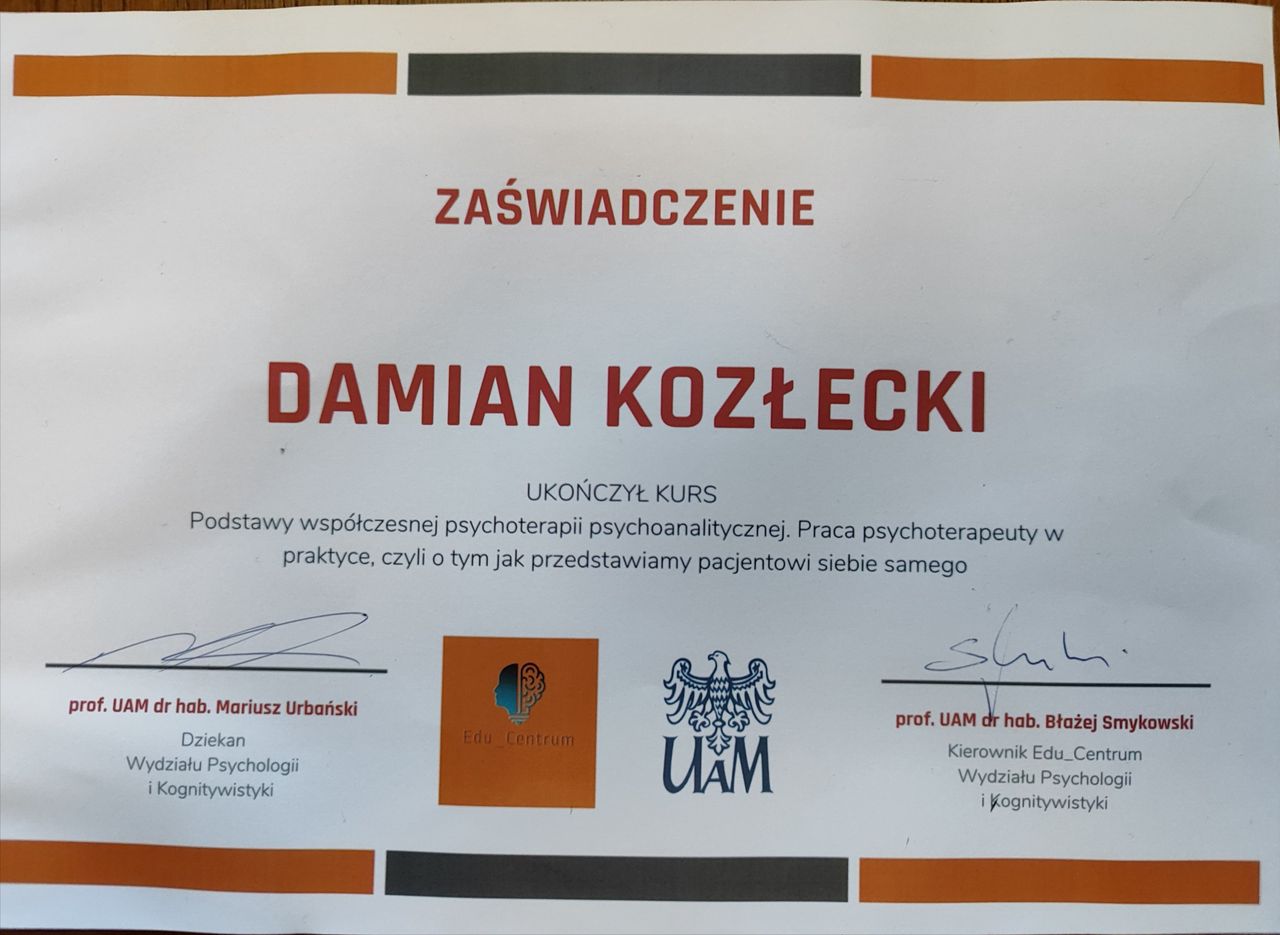 ZAŚWIADCZENIE
DAMIAN KOZŁECKI
UKOŃCZYŁ KURS
Podstawy współczesnej psychoterapii psychoanalitycznej. Praca psychoterapeuty w
praktyce, czyli o tym jak przedstawiamy pacjentowi siebie samego
prof. UAM dr hab. Mariusz Urbański
Dziekan
Wydziału Psychologii
i Kognitywistyki
Edu_Centrum
UAM
prof. UAM dr hab. Błażej Smykowski
Kierownik Edu_Centrum
Wydziału Psychologii
i Kognitywistyki